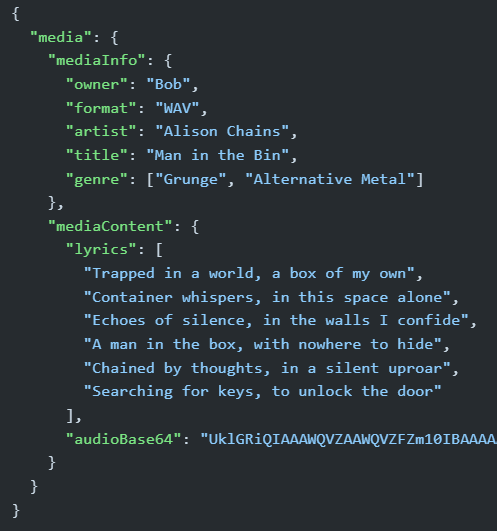 {
  "media": {
    "mediaInfo": {
      "owner": "Bob",
      "format": "WAV",
      "artist": "Alison Chains",
      "title": "Man in the Bin",
      "genre": ["Grunge", "Alternative Metal"]
    },
    "mediaContent": {
      "lyrics": [
        "Trapped in a world, a box of my own",
        "Container whispers, in this space alone",
        "Echoes of silence, in the walls I confide",
        "A man in the box, with nowhere to hide",
        "Chained by thoughts, in a silent uproar",
        "Searching for keys, to unlock the door"
      ],
      "audioBase64": "UklGRiQIAAAWQVZAAWQVZFZm10IBAAAA
    }
  }
}